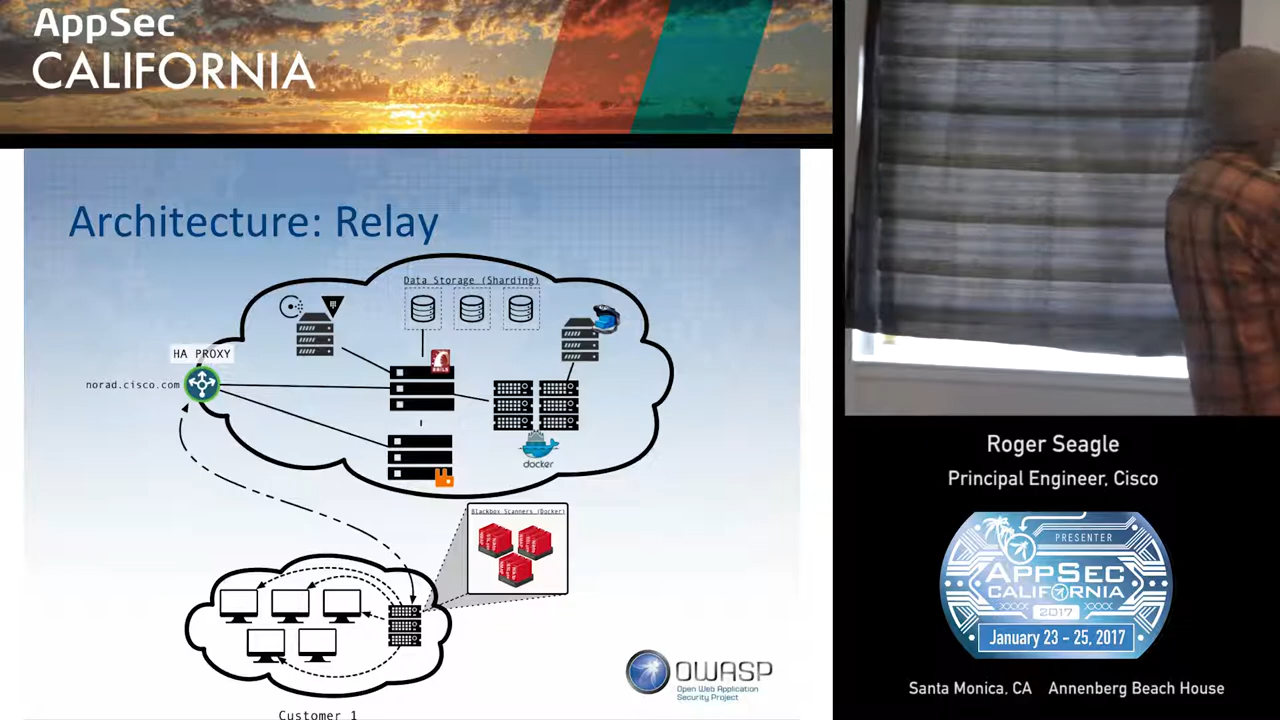 AppSec
CALIFORNIA
Architecture: Relay
Data Storage (Sharding)
HA PROXY
norad.cisco.com
RAILS
docker
Blackbox Scanners (Docker)
Customer 1
OWASP
Open Web Application
Security Project
Roger Seagle
Principal Engineer, Cisco
PRESENTER
APPSEC
CALIFORNIA
2017
January 23 - 25, 2017
Santa Monica, CA Annenberg Beach House